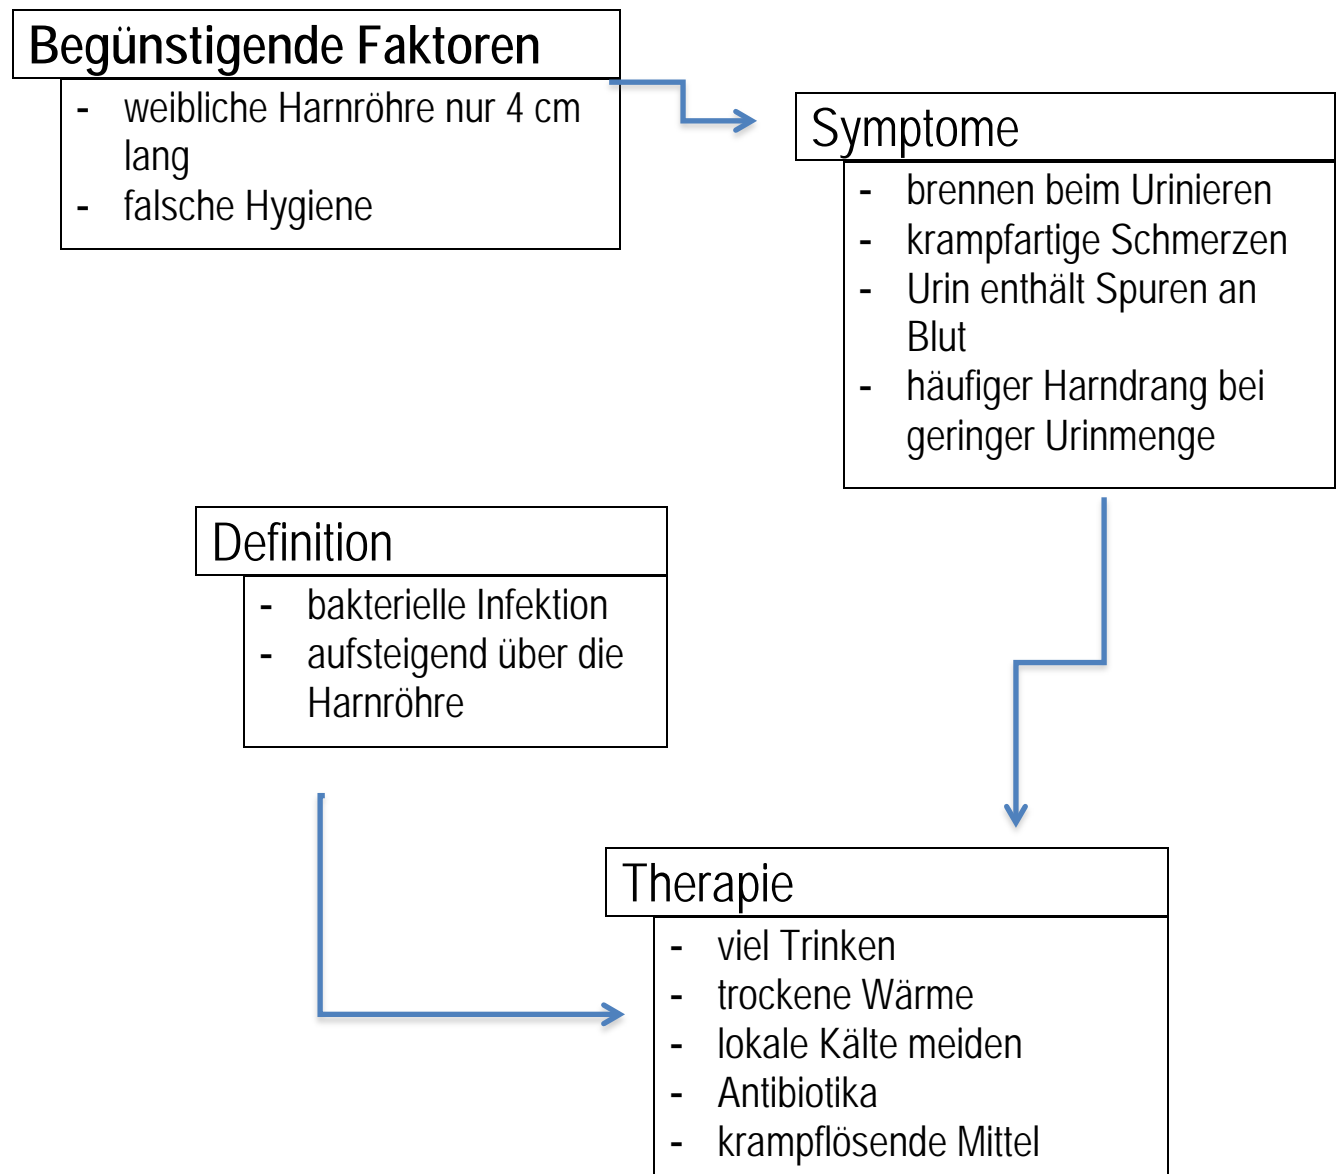 Begünstigende Faktoren
- weibliche Harnröhre nur 4 cm
lang
- falsche Hygiene
Symptome
- brennen beim Urinieren
- krampfartige Schmerzen
- Urin enthält Spuren an
Blut
- häufiger Harndrang bei
geringer Urinmenge
Definition
- bakterielle Infektion
- aufsteigend über die
Harnröhre
Therapie
- viel Trinken
- trockene Wärme
- lokale Kälte meiden
- Antibiotika
- krampflösende Mittel